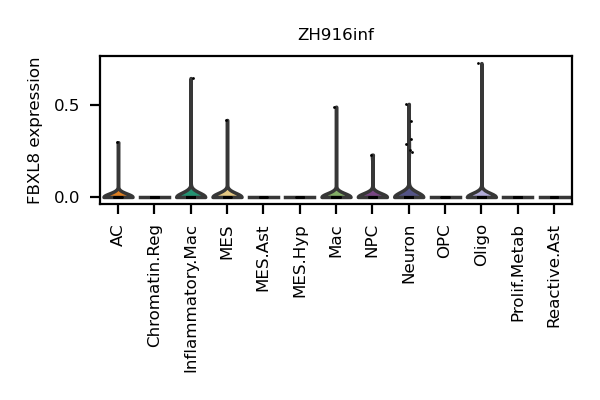 ZH916inf
FBXL8 expression
0.5
0.0
AC
Chromatin.Reg
Inflammatory.Mac
MES
MES.Ast
MES.Hyp
Mac
NPC
Neuron
OPC
Oligo
Prolif.Metab
Reactive.Ast